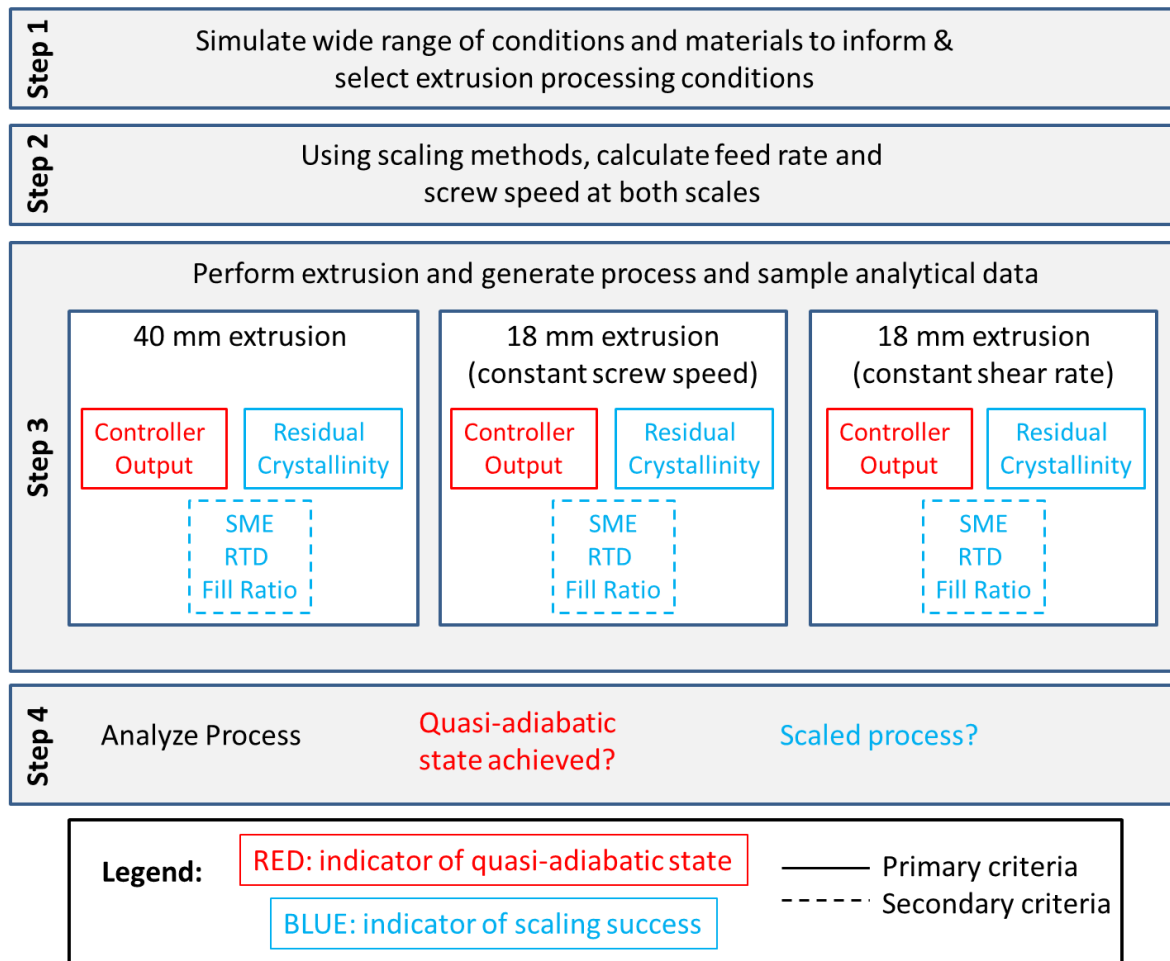 Step 1
Simulate wide range of conditions and materials to inform &
select extrusion processing conditions
Step 2
Using scaling methods, calculate feed rate and
screw speed at both scales
Step 3
Perform extrusion and generate process and sample analytical data
40 mm extrusion
Controller
Output
Residual
Crystallinity
SME
RTD
Fill Ratio
18 mm extrusion
(constant screw speed)
Controller
Output
Residual
Crystallinity
SME
RTD
Fill Ratio
18 mm extrusion
(constant shear rate)
Controller
Output
Residual
Crystallinity
SME
RTD
Fill Ratio
Step 4
Analyze Process
Quasi-adiabatic
state achieved?
Scaled process?
Legend:
RED: indicator of quasi-adiabatic state
BLUE: indicator of scaling success
Primary criteria
Secondary criteria